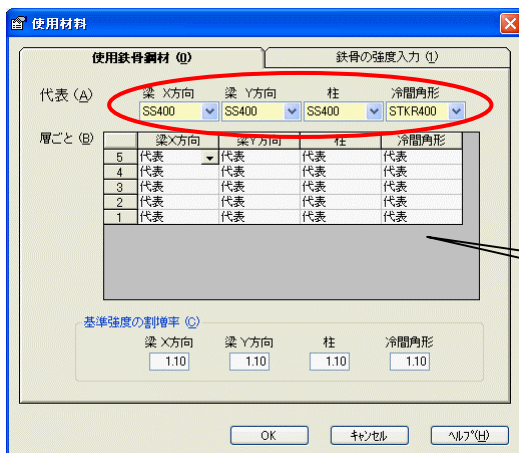 使用材料
使用鉄骨鋼材 (0) 鉄骨の強度入力 (1)
代表 (A) 梁 X方向 梁 Y方向 柱 冷間角形
SS400 SS400 SS400 STKR400
層ごと (B) 梁X方向 梁Y方向 柱 冷間角形
5 代表 代表 代表 代表
4 代表 代表 代表 代表
3 代表 代表 代表 代表
2 代表 代表 代表 代表
1 代表 代表 代表 代表
基準強度の割増率 (C)
梁 X方向 梁 Y方向 柱 冷間角形
1.10 1.10 1.10 1.10
OK キャンセル ヘルプ(H)